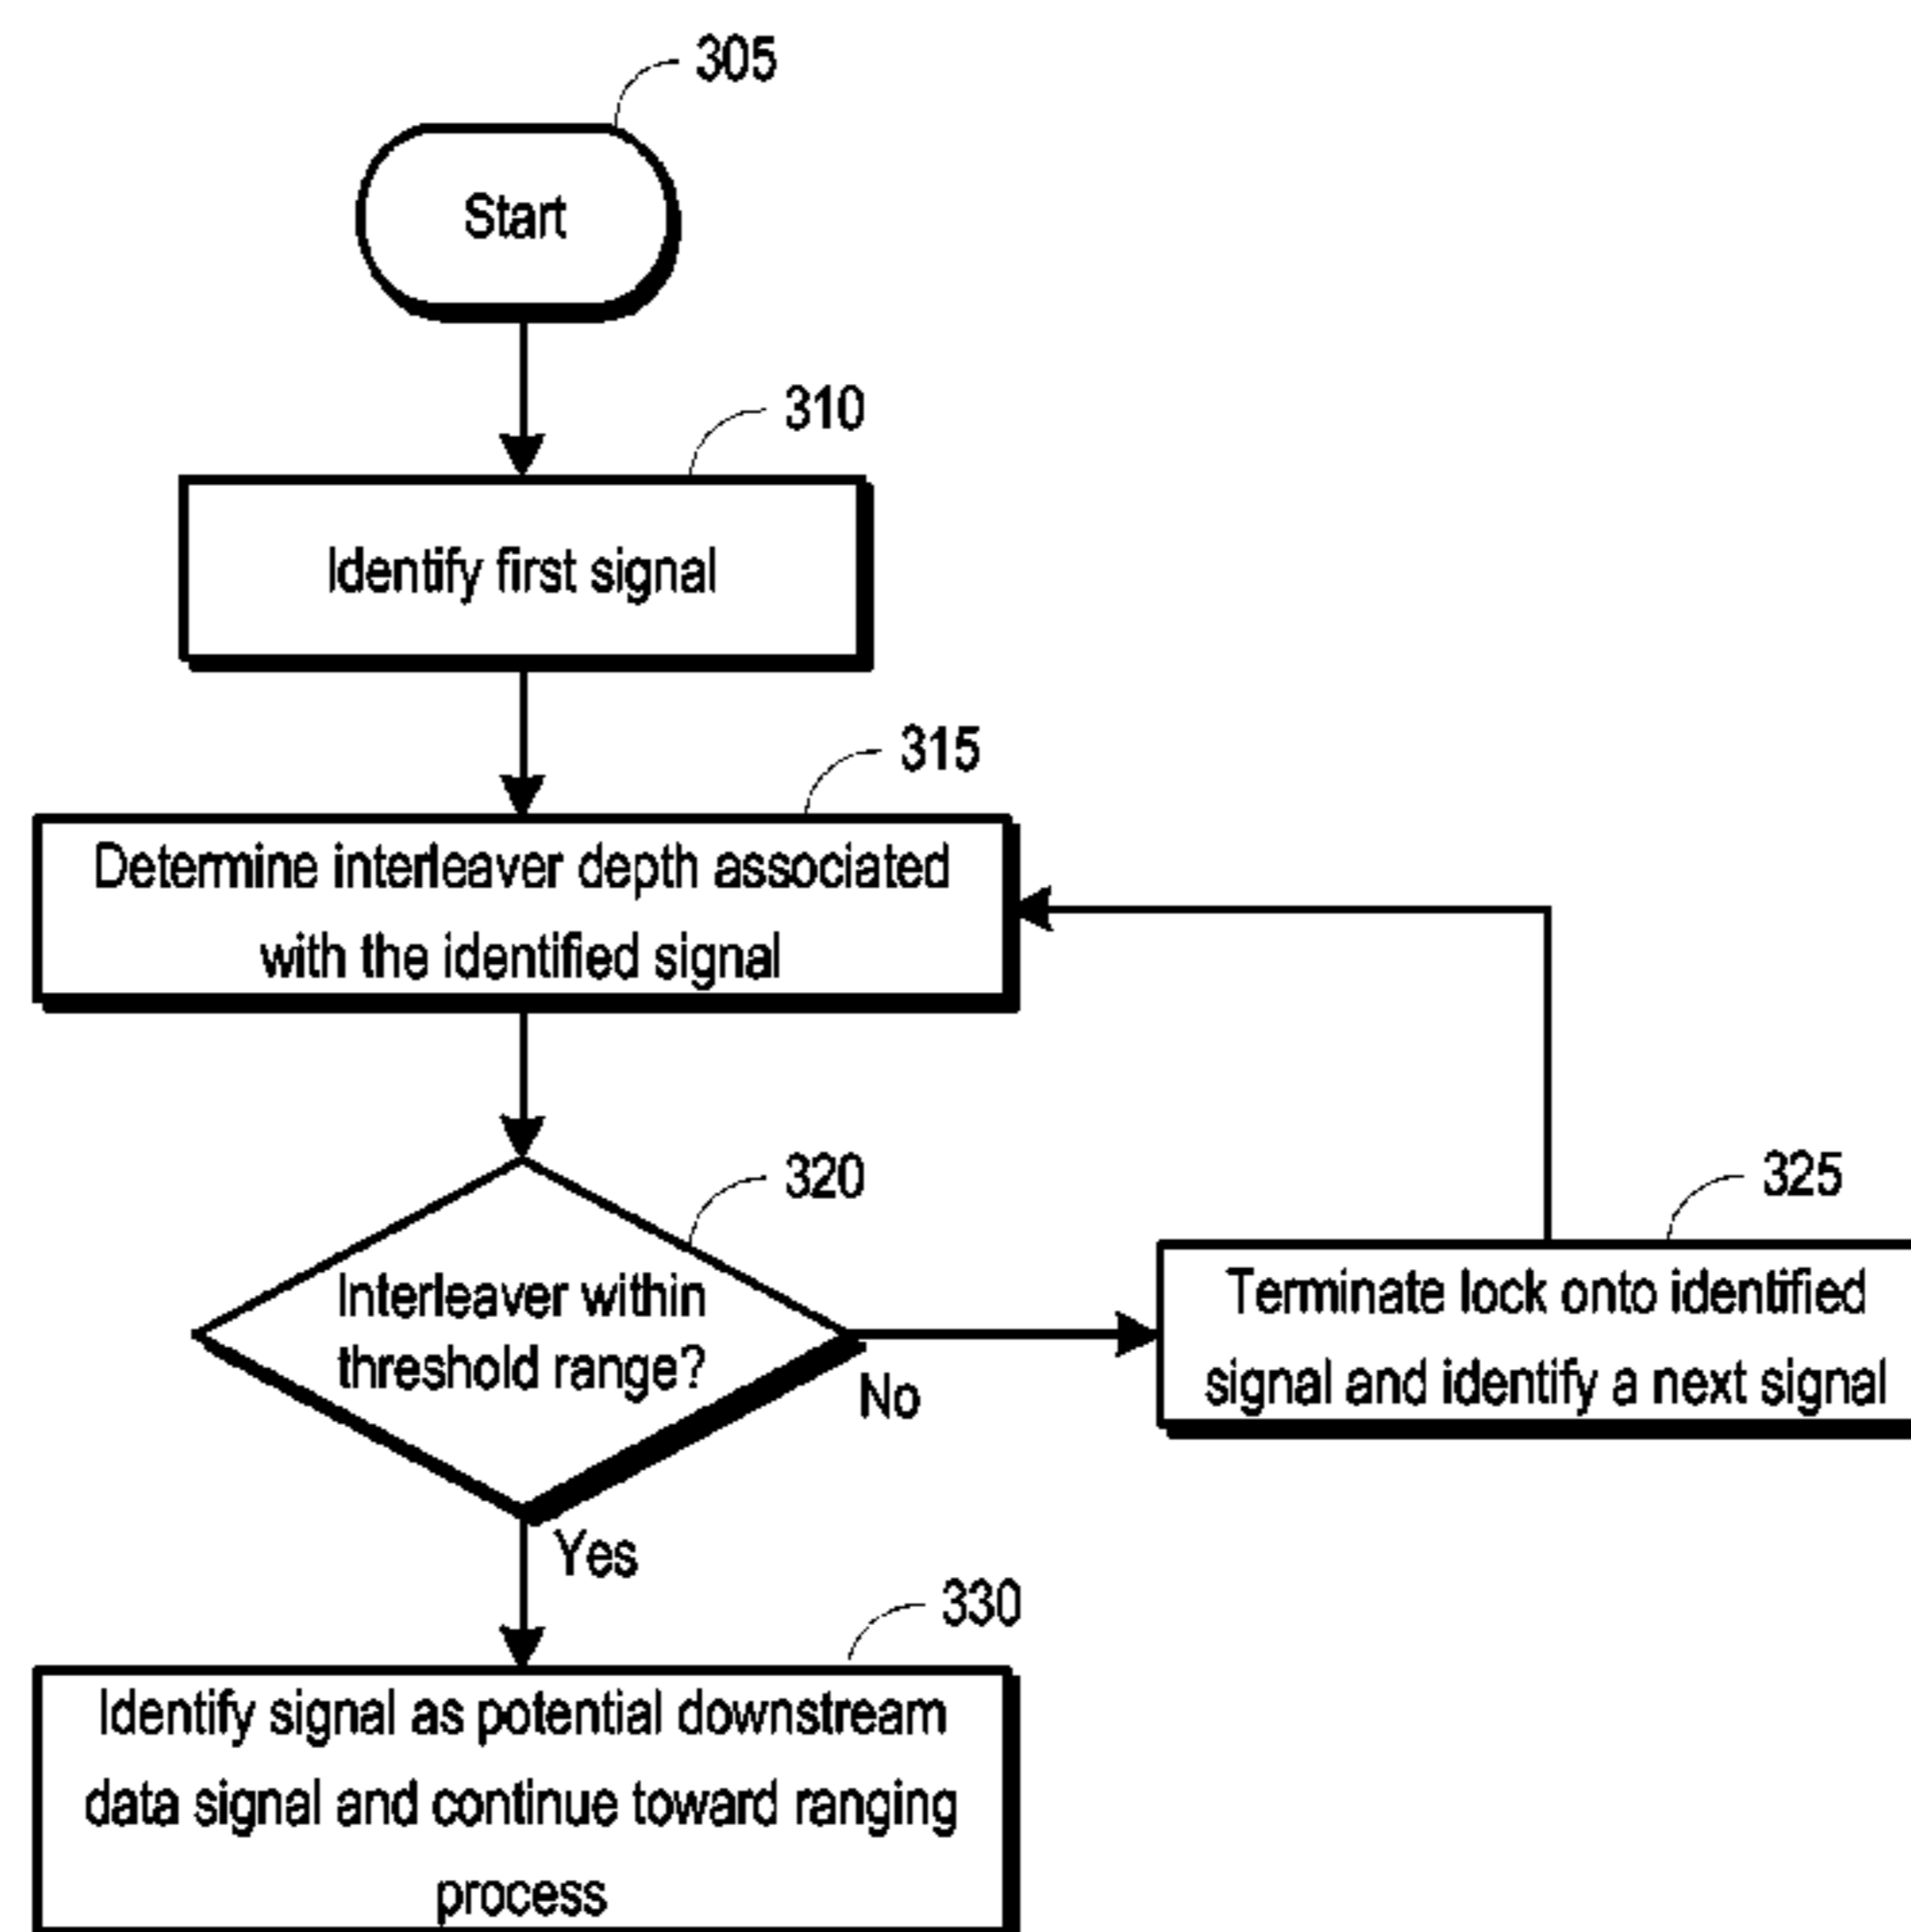 305
Start
310
Identify first signal
315
Determine interleaver depth associated
with the identified signal
320
Interleaver within
threshold range?
No
325
Terminate lock onto identified
signal and identify a next signal
Yes
330
Identify signal as potential downstream
data signal and continue toward ranging
process